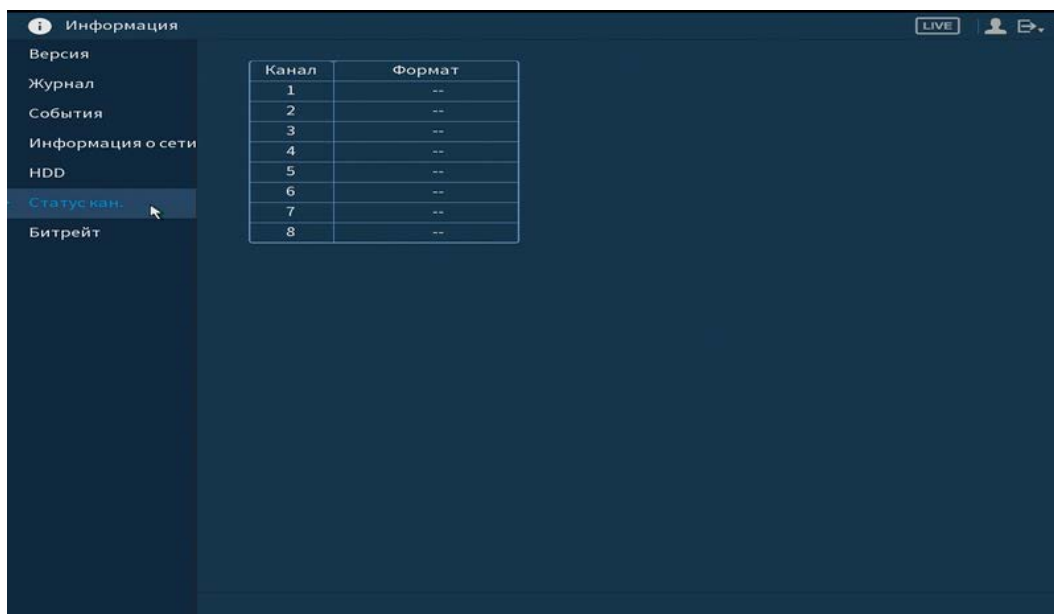 Информация
LIVE
Версия
Журнал
События
Информация о сети
HDD
Статус кан.
Битрейт
Канал Формат
1 --
2 --
3 --
4 --
5 --
6 --
7 --
8 --